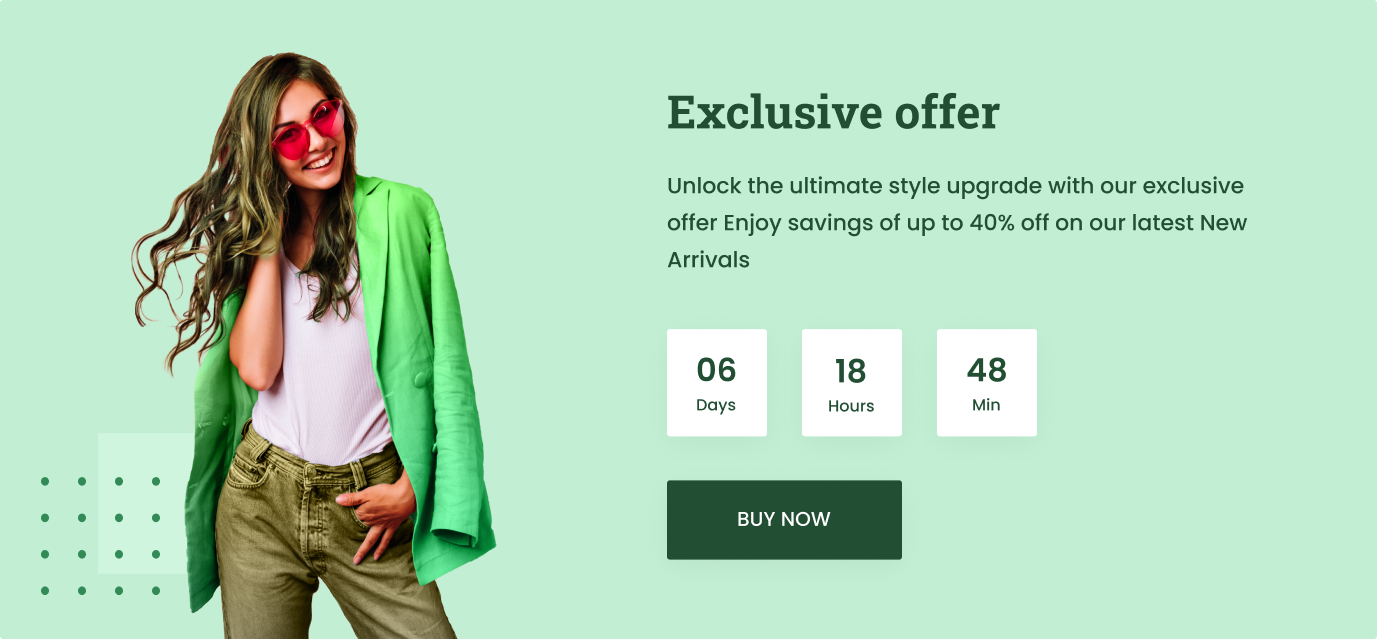 Exclusive offer
Unlock the ultimate style upgrade with our exclusive
offer Enjoy savings of up to 40% off on our latest New
Arrivals
06 18 48
Days Hours Min
BUY NOW